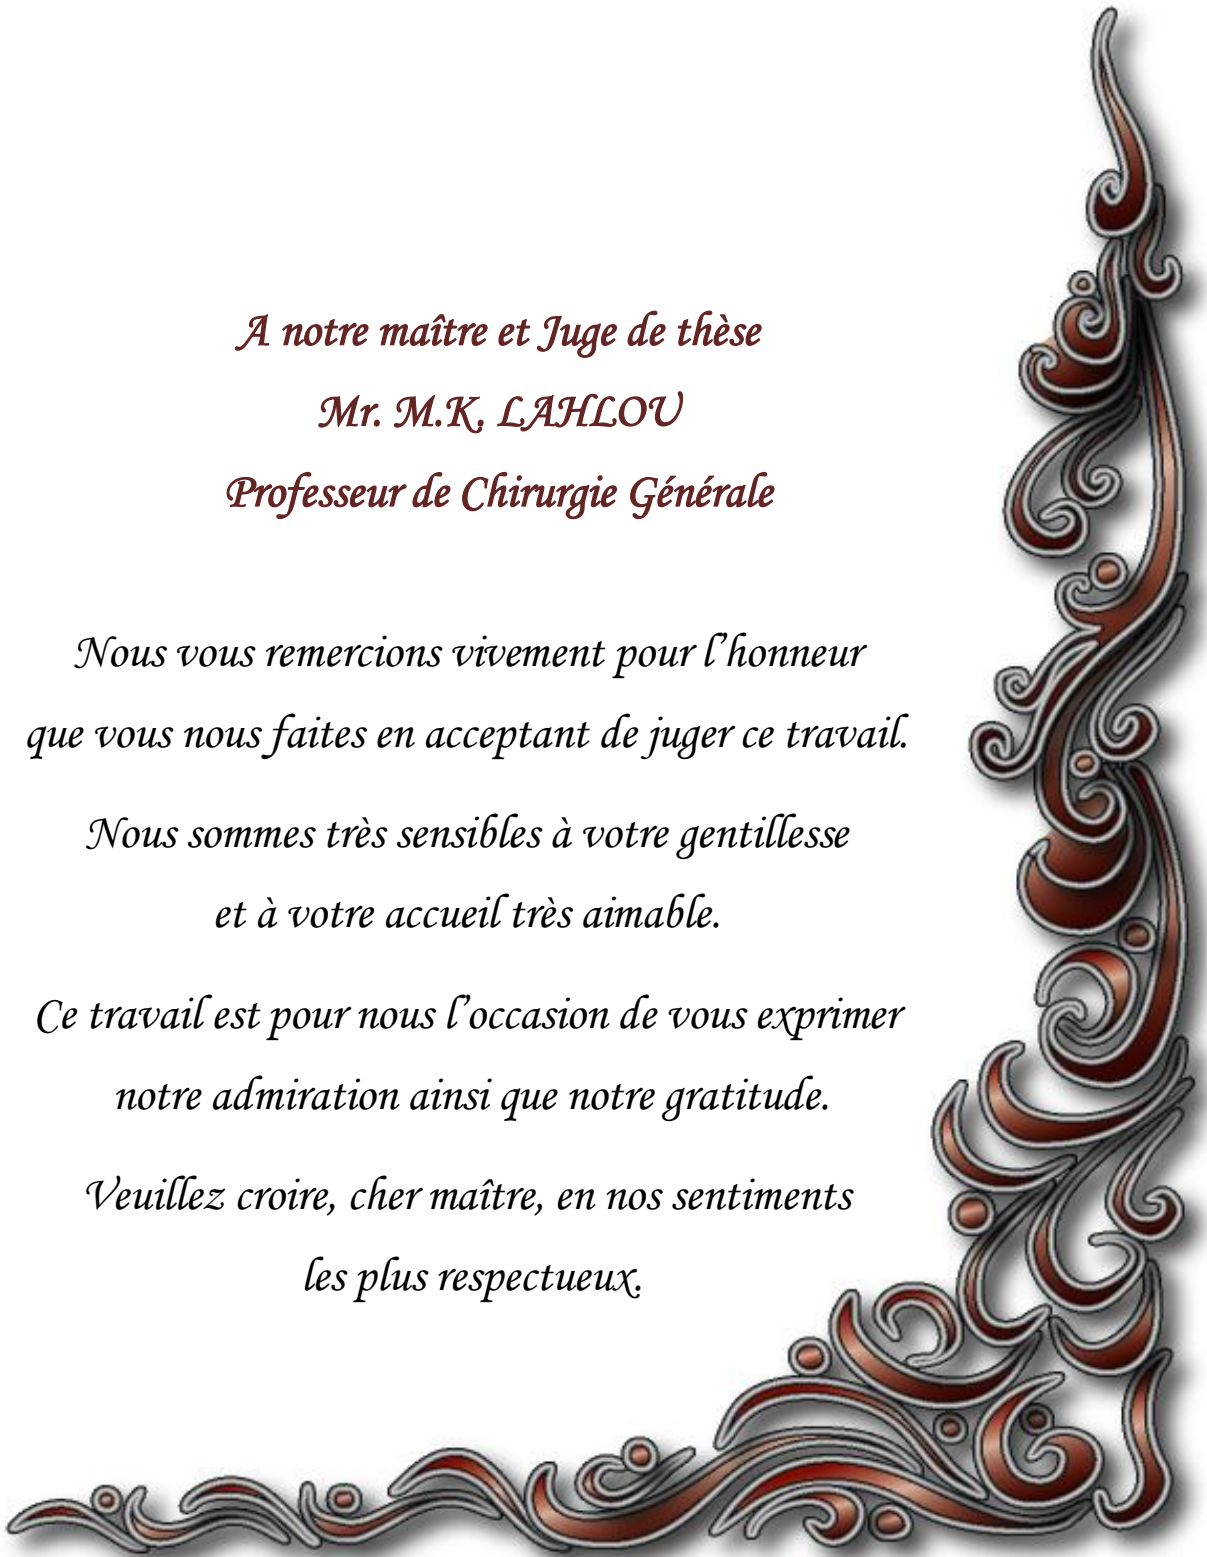 A notre maître et Juge de thèse
Mr. M.K. LAHLOU
Professeur de Chirurgie Générale
Nous vous remercions vivement pour l’honneur
que vous nous faites en acceptant de juger ce travail.
Nous sommes très sensibles à votre gentillesse
et à votre accueil très aimable.
Ce travail est pour nous l’occasion de vous exprimer
notre admiration ainsi que notre gratitude.
Veuillez croire, cher maître, en nos sentiments
les plus respectueux.